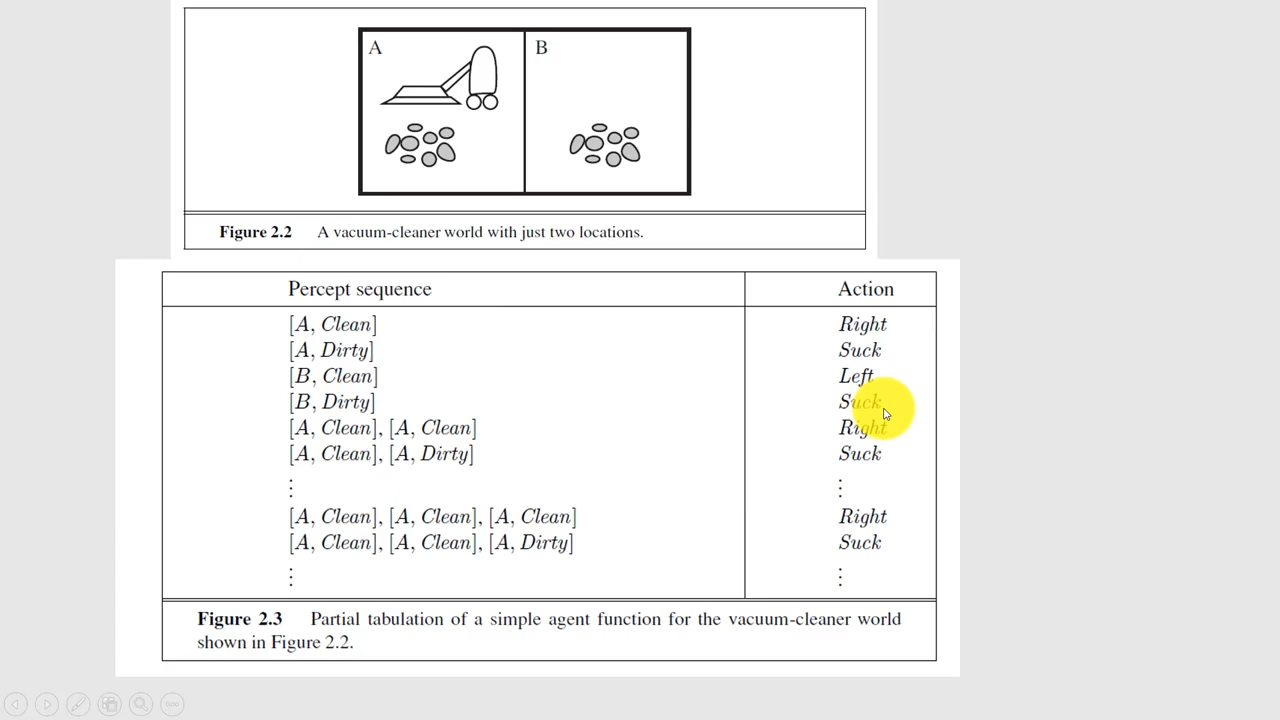 A B
Figure 2.2 A vacuum-cleaner world with just two locations.
Percept sequence Action
[A, Clean] Right
[A, Dirty] Suck
[B, Clean] Left
[B, Dirty] Suck
[A, Clean], [A, Clean] Right
[A, Clean], [A, Dirty] Suck
⋮ ⋮
[A, Clean], [A, Clean], [A, Clean] Right
[A, Clean], [A, Clean], [A, Dirty] Suck
⋮ ⋮
Figure 2.3 Partial tabulation of a simple agent function for the vacuum-cleaner world
shown in Figure 2.2.